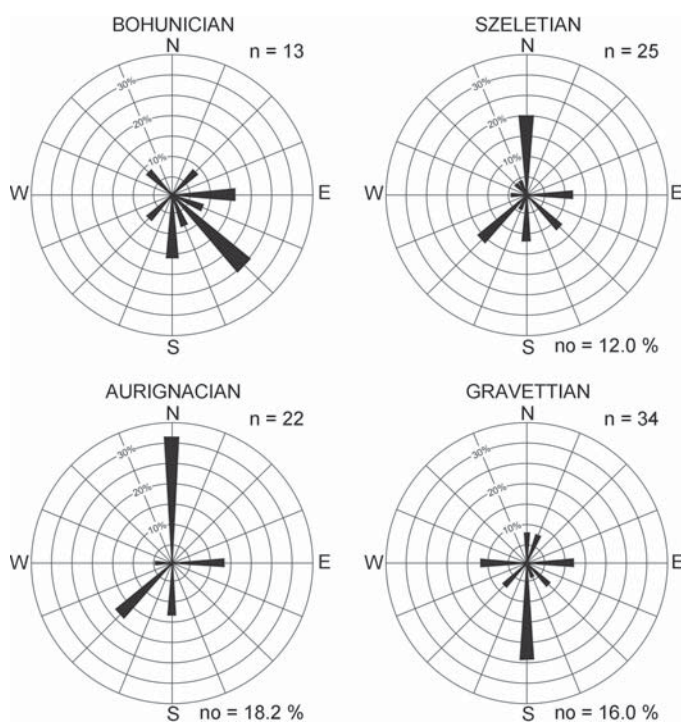 BOHUNICIAN
N
n = 13
30%
20%
10%
W
E
S
SZELETIAN
N
n = 25
30%
20%
10%
W
E
S
no = 12.0 %
AURIGNACIAN
N
n = 22
30%
20%
10%
W
E
S
no = 18.2 %
GRAVETTIAN
N
n = 34
30%
20%
10%
W
E
S
no = 16.0 %